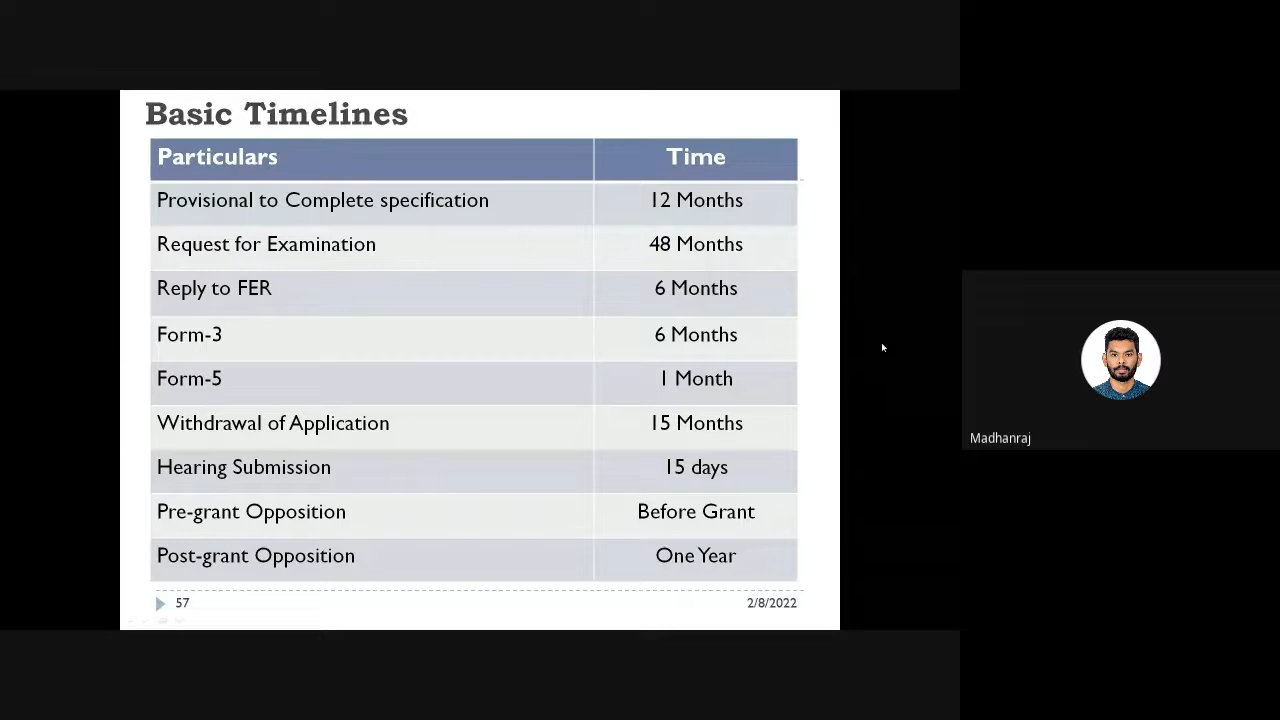 Basic Timelines
Particulars Time
Provisional to Complete specification 12 Months
Request for Examination 48 Months
Reply to FER 6 Months
Form-3 6 Months
Form-5 1 Month
Withdrawal of Application 15 Months
Hearing Submission 15 days
Pre-grant Opposition Before Grant
Post-grant Opposition One Year
57 2/8/2022
Madhanraj